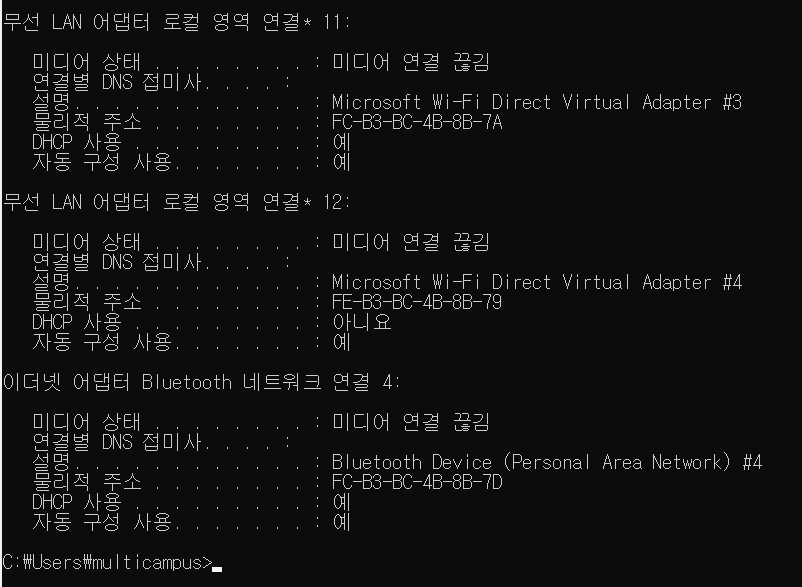 무선 LAN 어댑터 로컬 영역 연결* 11:
미디어 상태 . . . . . . . . : 미디어 연결 끊김
연결별 DNS 접미사. . . . :
설명. . . . . . . . . . . . : Microsoft Wi-Fi Direct Virtual Adapter #3
물리적 주소 . . . . . . . . : FC-B3-BC-4B-8B-7A
DHCP 사용 . . . . . . . . . : 예
자동 구성 사용. . . . . . . : 예
무선 LAN 어댑터 로컬 영역 연결* 12:
미디어 상태 . . . . . . . . : 미디어 연결 끊김
연결별 DNS 접미사. . . . :
설명. . . . . . . . . . . . : Microsoft Wi-Fi Direct Virtual Adapter #4
물리적 주소 . . . . . . . . : FE-B3-BC-4B-8B-79
DHCP 사용 . . . . . . . . . : 아니요
자동 구성 사용. . . . . . . : 예
이더넷 어댑터 Bluetooth 네트워크 연결 4:
미디어 상태 . . . . . . . . : 미디어 연결 끊김
연결별 DNS 접미사. . . . :
설명. . . . . . . . . . . . : Bluetooth Device (Personal Area Network) #4
물리적 주소 . . . . . . . . : FC-B3-BC-4B-8B-7D
DHCP 사용 . . . . . . . . . : 예
자동 구성 사용. . . . . . . : 예
C:₩Users₩multicampus>